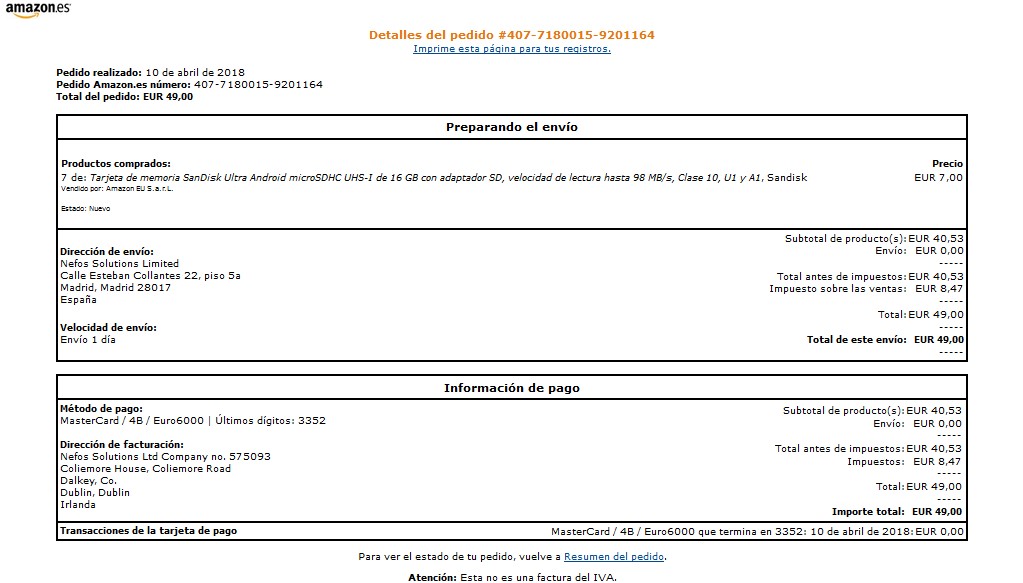 amazon.es
Detalles del pedido #407-7180015-9201164
Imprime esta página para tus registros.
Pedido realizado: 10 de abril de 2018
Pedido Amazon.es número: 407-7180015-9201164
Total del pedido: EUR 49,00
Preparando el envío
Productos comprados: Precio
7 de: Tarjeta de memoria SanDisk Ultra Android microSDHC UHS-I de 16 GB con adaptador SD, velocidad de lectura hasta 98 MB/s, Clase 10, U1 y A1, Sandisk EUR 7,00
Vendido por: Amazon EU S.a.r.L.
Estado: Nuevo
Dirección de envío:
Nefos Solutions Limited
Calle Esteban Collantes 22, piso 5a
Madrid, Madrid 28017
España
Velocidad de envío:
Envío 1 día
Subtotal de producto(s): EUR 40,53
Envío: EUR 0,00
-----
Total antes de impuestos: EUR 40,53
Impuesto sobre las ventas: EUR 8,47
-----
Total: EUR 49,00
-----
Total de este envío: EUR 49,00
-----
Información de pago
Método de pago:
MasterCard / 4B / Euro6000 | Últimos dígitos: 3352
Dirección de facturación:
Nefos Solutions Ltd Company no. 575093
Coliemore House, Coliemore Road
Dalkey, Co.
Dublin, Dublin
Irlanda
Subtotal de producto(s): EUR 40,53
Envío: EUR 0,00
-----
Total antes de impuestos: EUR 40,53
Impuestos: EUR 8,47
-----
Total: EUR 49,00
-----
Importe total: EUR 49,00
Transacciones de la tarjeta de pago MasterCard / 4B / Euro6000 que termina en 3352: 10 de abril de 2018: EUR 0,00
Para ver el estado de tu pedido, vuelve a Resumen del pedido.
Atención: Esta no es una factura del IVA.